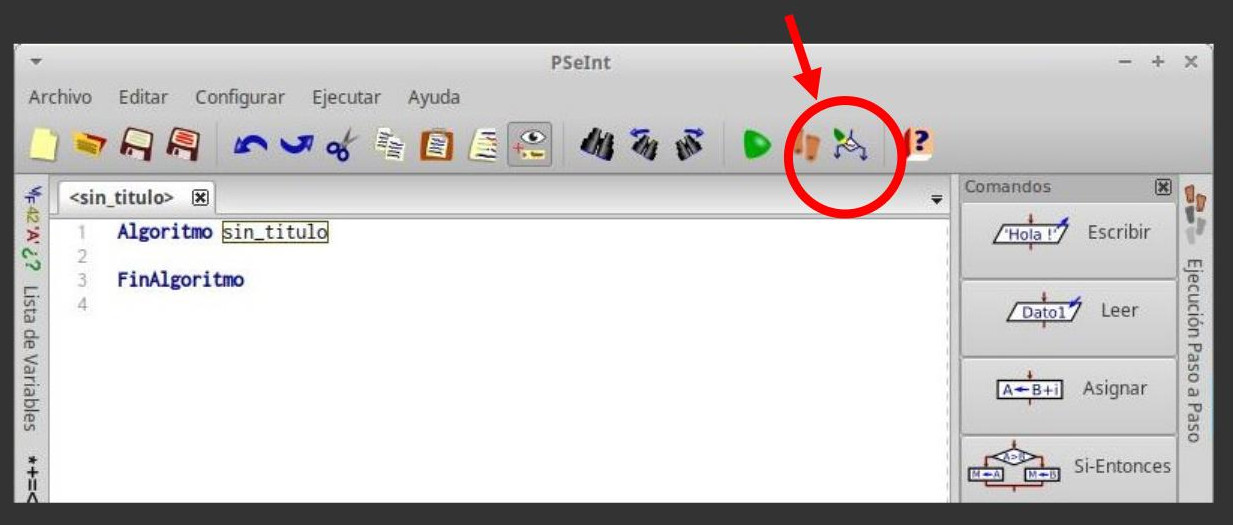 PSeInt
Archivo Editar Configurar Ejecutar Ayuda
?
<sin_titulo>
Comandos
1 Algoritmo sin_titulo
2
3 FinAlgoritmo
4
'Hola !' Escribir
Dato1 Leer
A←B+i Asignar
A>B
M←A M←B Si-Entonces
VF42'A'¿? Lista de Variables
*+=<
Ejecución Paso a Paso